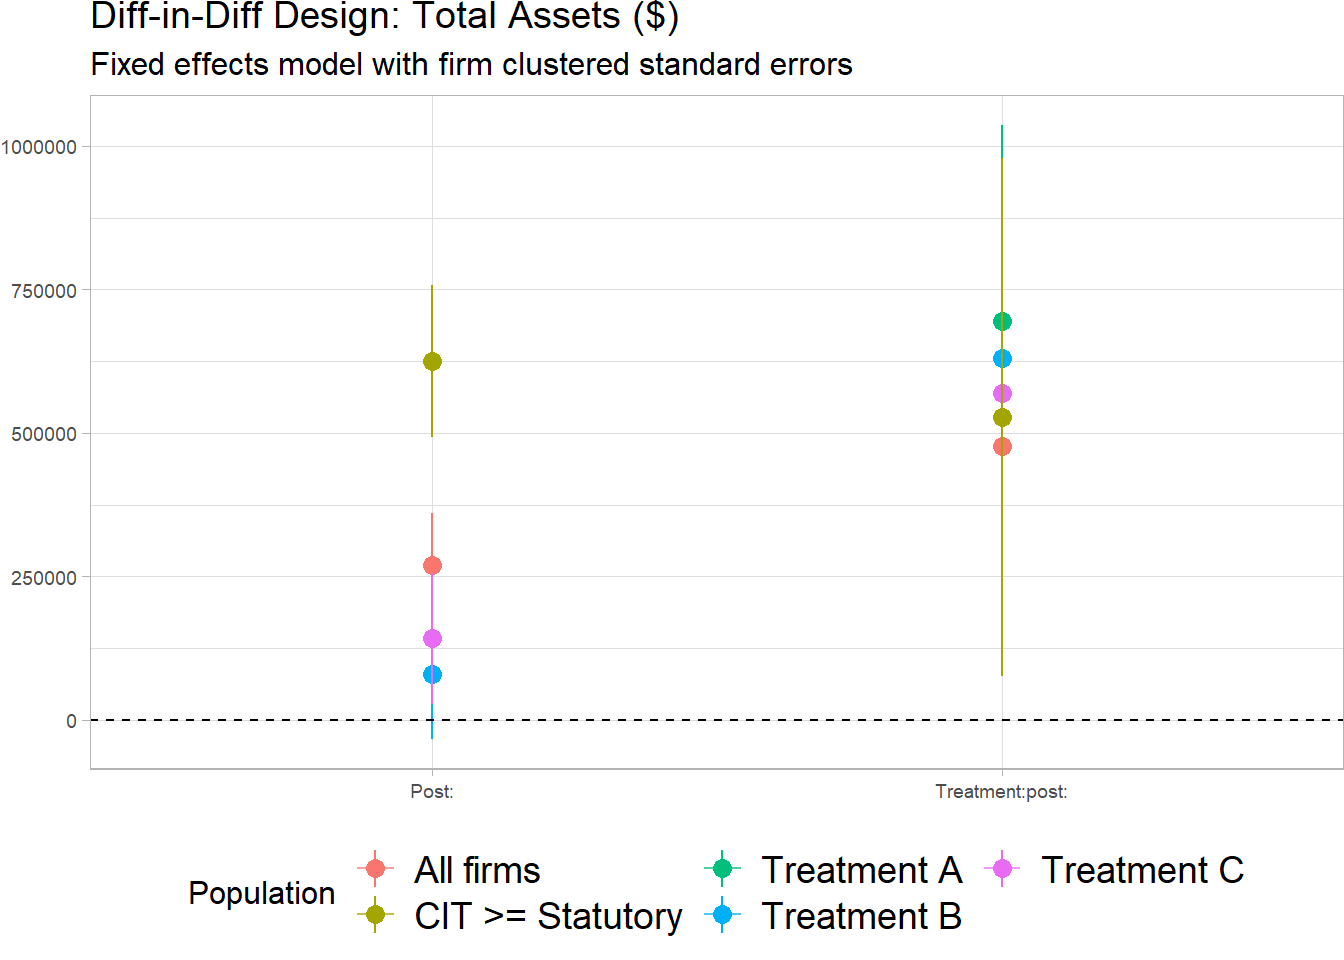 Diff-in-Diff Design: Total Assets ($)
Fixed effects model with firm clustered standard errors
1000000
750000
500000
250000
0
Post:
Treatment:post:
Population
All firms
CIT >= Statutory
Treatment A
Treatment B
Treatment C